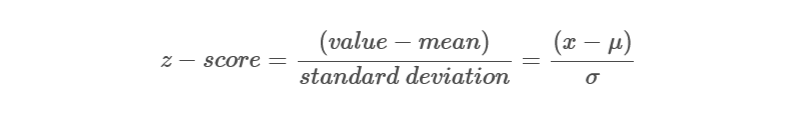 z − score = (value − mean) / standard deviation = (x − μ) / σ